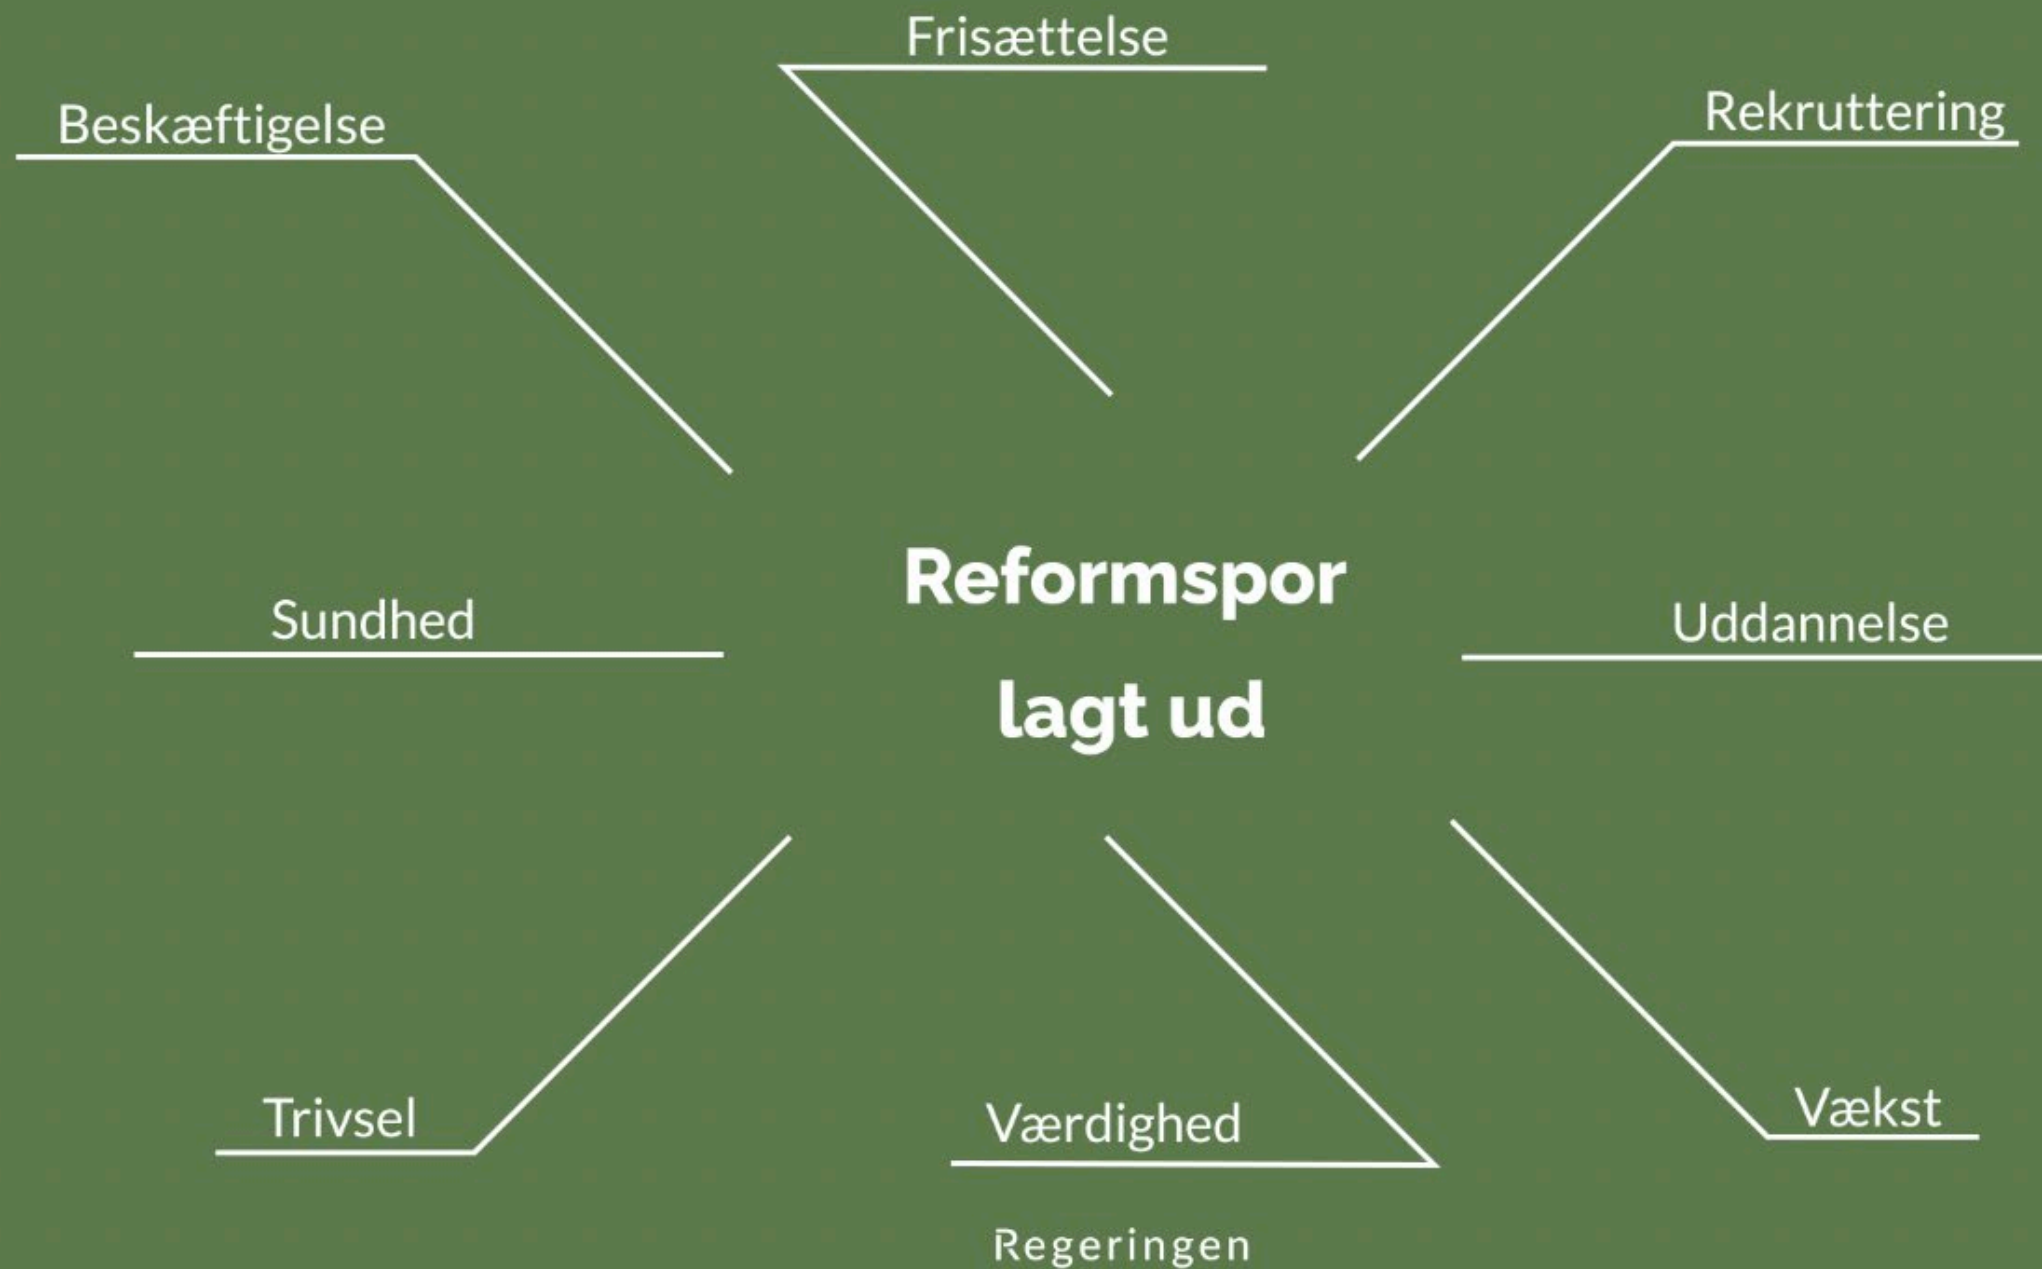 Frisættelse
Beskæftigelse
Rekruttering
Reformspor
lagt ud
Sundhed
Uddannelse
Trivsel
Værdighed
Vækst
Regeringen